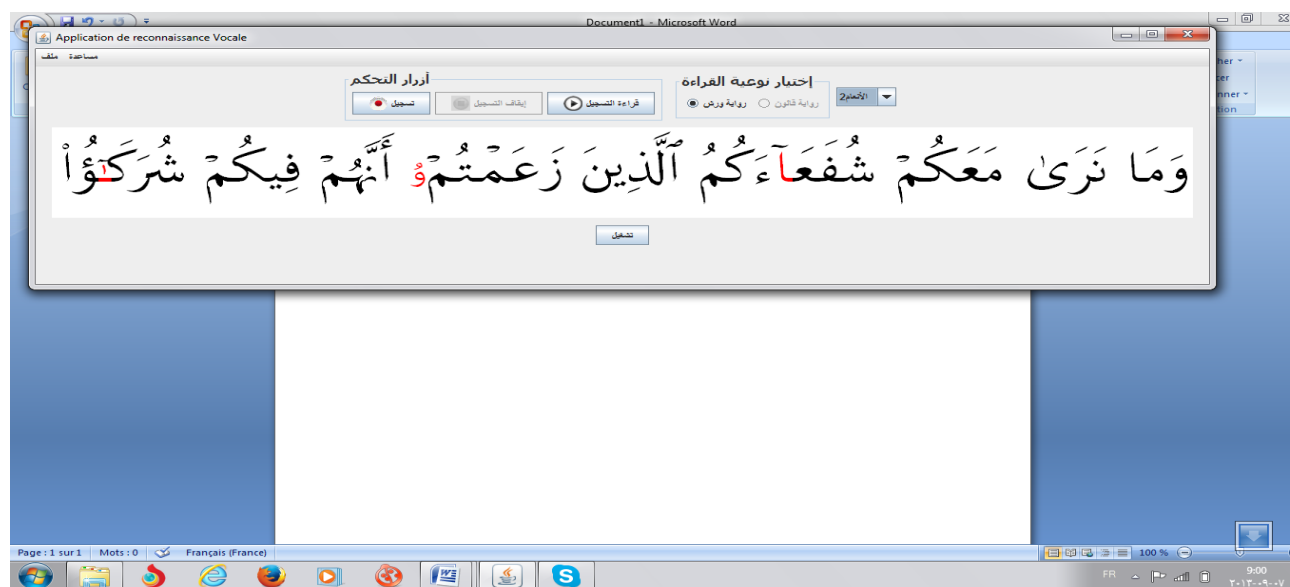 Document1 - Microsoft Word
Application de reconnaissance Vocale
ملف مساعدة
إختيار نوعية القراءة
أزرار التحكم
الأنعام2
رواية قالون
رواية ورش
قراءة التسجيل
إيقاف التسجيل
تسجيل
وَمَا نَرَىٰ مَعَكُمۡ شُفَعَآءَكُمُ ٱلَّذِينَ زَعَمۡتُمۡوُ أَنَّهُمۡ فِيكُمۡ شُرَكَـٰٓؤُاْ
تشغيل
Page : 1 sur 1 Mots : 0 Français (France)
100 %
FR
9:00